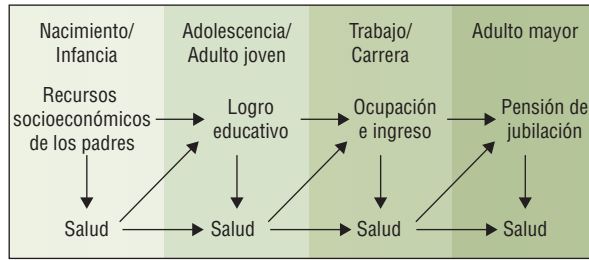 Nacimiento/
Infancia
Adolescencia/
Adulto joven
Trabajo/
Carrera
Adulto mayor
Recursos
socioeconómicos
de los padres
Logro
educativo
Ocupación
e ingreso
Pensión de
jubilación
Salud
Salud
Salud
Salud